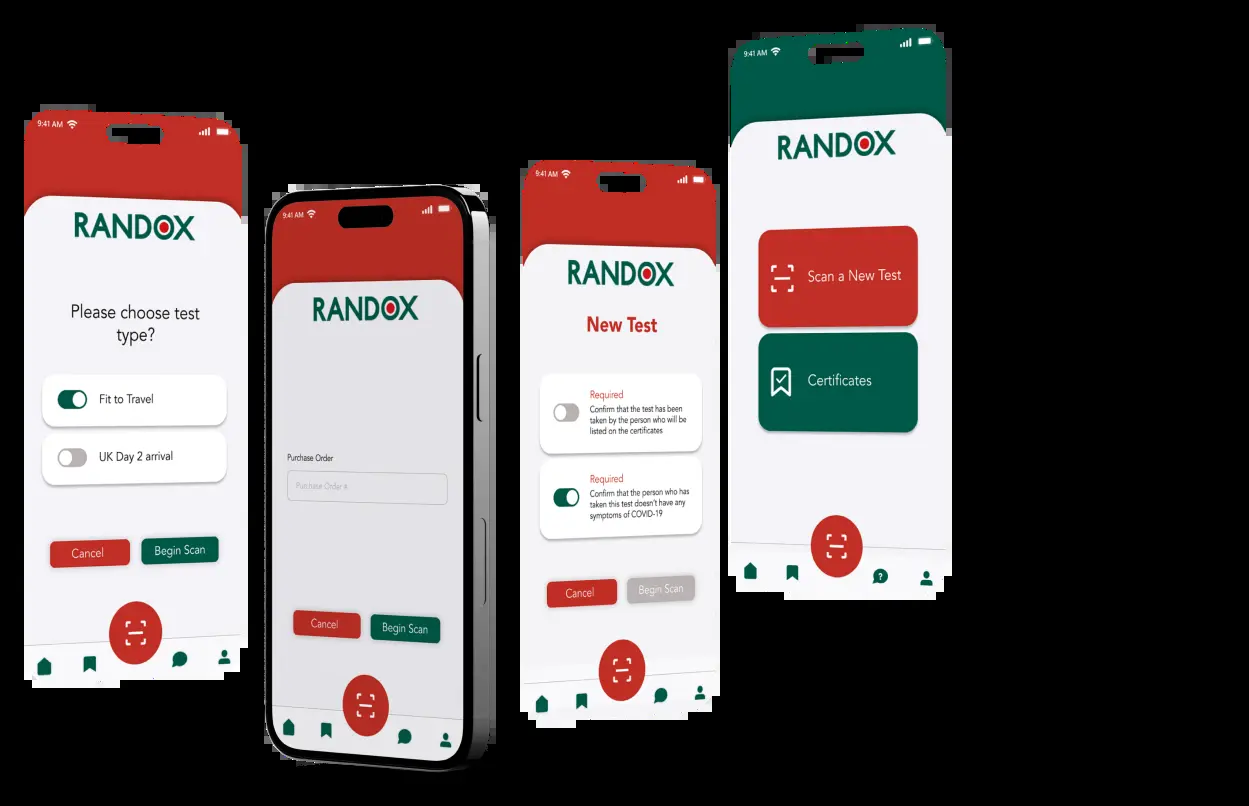 9:41 AM
RANDOX
Please choose test
type?
Fit to Travel
UK Day 2 arrival
Cancel
Begin Scan
9:41 AM
RANDOX
Purchase Order
Purchase Order #
Cancel
Begin Scan
9:41 AM
RANDOX
New Test
Required
Confirm that the test has been
taken by the person who will be
listed on the certificates
Required
Confirm that the person who has
taken this test doesn't have any
symptoms of COVID-19
Cancel
Begin Scan
9:41 AM
RANDOX
Scan a New Test
Certificates
?